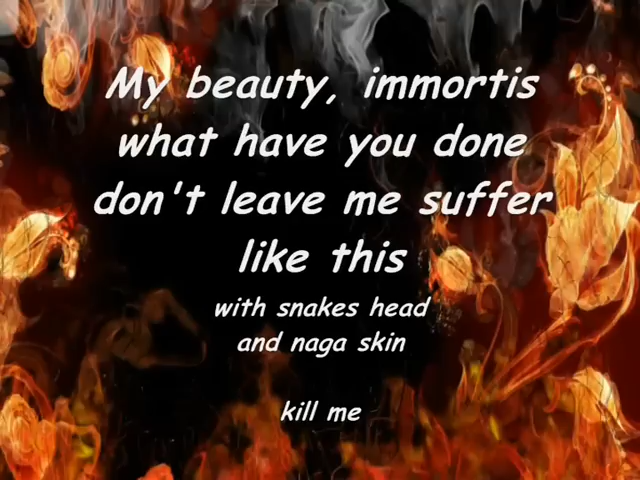 My beauty, immortis
what have you done
don't leave me suffer
like this
with snakes head
and naga skin
kill me